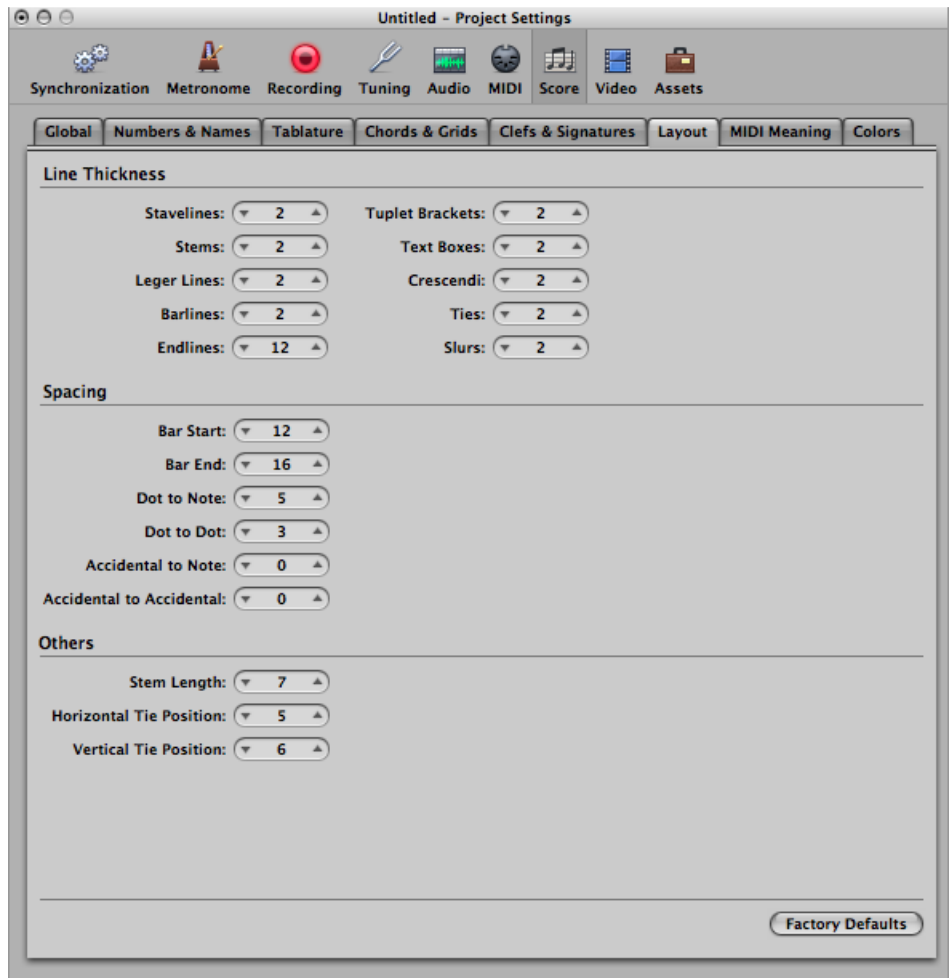 Untitled – Project Settings
Synchronization Metronome Recording Tuning Audio MIDI Score Video Assets
Global Numbers & Names Tablature Chords & Grids Clefs & Signatures Layout MIDI Meaning Colors
Line Thickness
Stavelines: 2 Tuplet Brackets: 2
Stems: 2 Text Boxes: 2
Leger Lines: 2 Crescendi: 2
Barlines: 2 Ties: 2
Endlines: 12 Slurs: 2
Spacing
Bar Start: 12
Bar End: 16
Dot to Note: 5
Dot to Dot: 3
Accidental to Note: 0
Accidental to Accidental: 0
Others
Stem Length: 7
Horizontal Tie Position: 5
Vertical Tie Position: 6
Factory Defaults